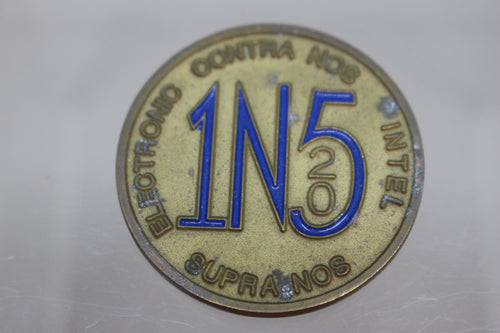 CONTRA NOS
ELECTRONIC
INTEL
1N5
20
SUPRA NOS